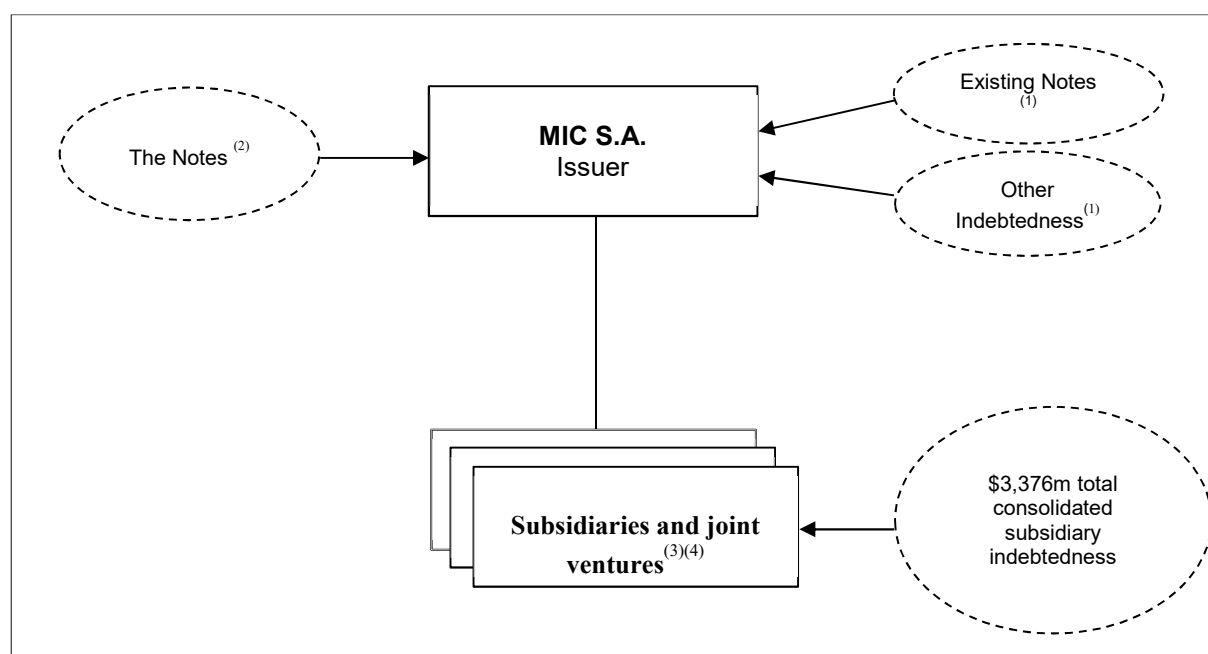 The Notes (2)
MIC S.A.
Issuer
Existing Notes
(1)
Other
Indebtedness(1)
Subsidiaries and joint
ventures(3)(4)
$3,376m total
consolidated
subsidiary
indebtedness